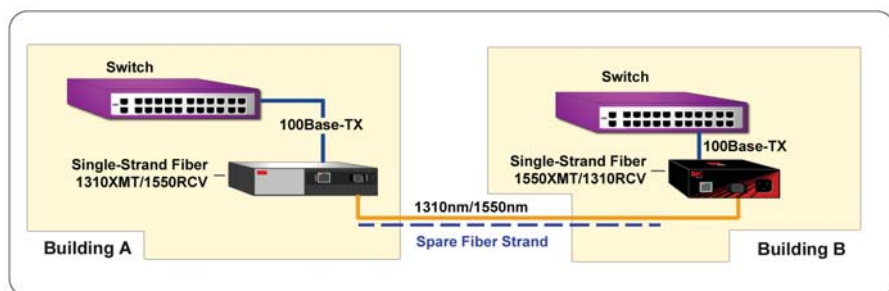 Switch
100Base-TX
Single-Strand Fiber
1310XMT/1550RCV
Building A
1310nm/1550nm
Spare Fiber Strand
Switch
100Base-TX
Single-Strand Fiber
1550XMT/1310RCV
Building B